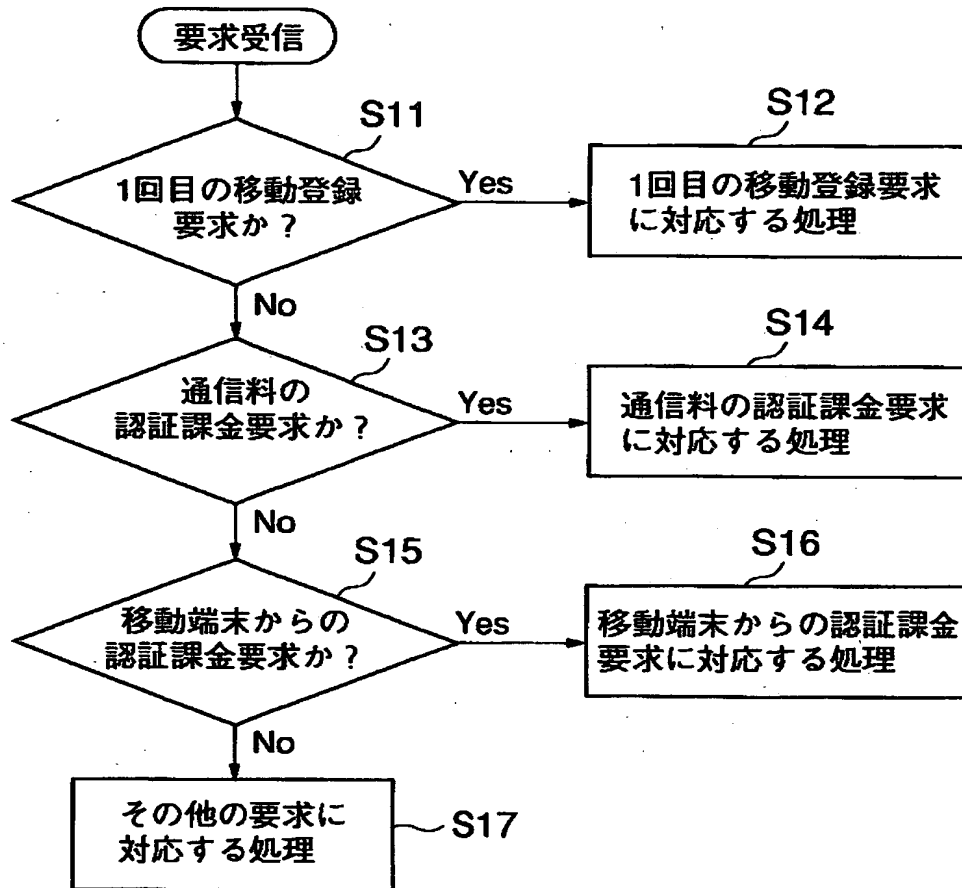 要求受信
S11
1回目の移動登録
要求か?
Yes
S12
1回目の移動登録要求
に対応する処理
No
S13
通信料の
認証課金要求か?
Yes
S14
通信料の認証課金要求
に対応する処理
No
S15
移動端末からの
認証課金要求か?
Yes
S16
移動端末からの認証課金
要求に対応する処理
No
その他の要求に
対応する処理
S17